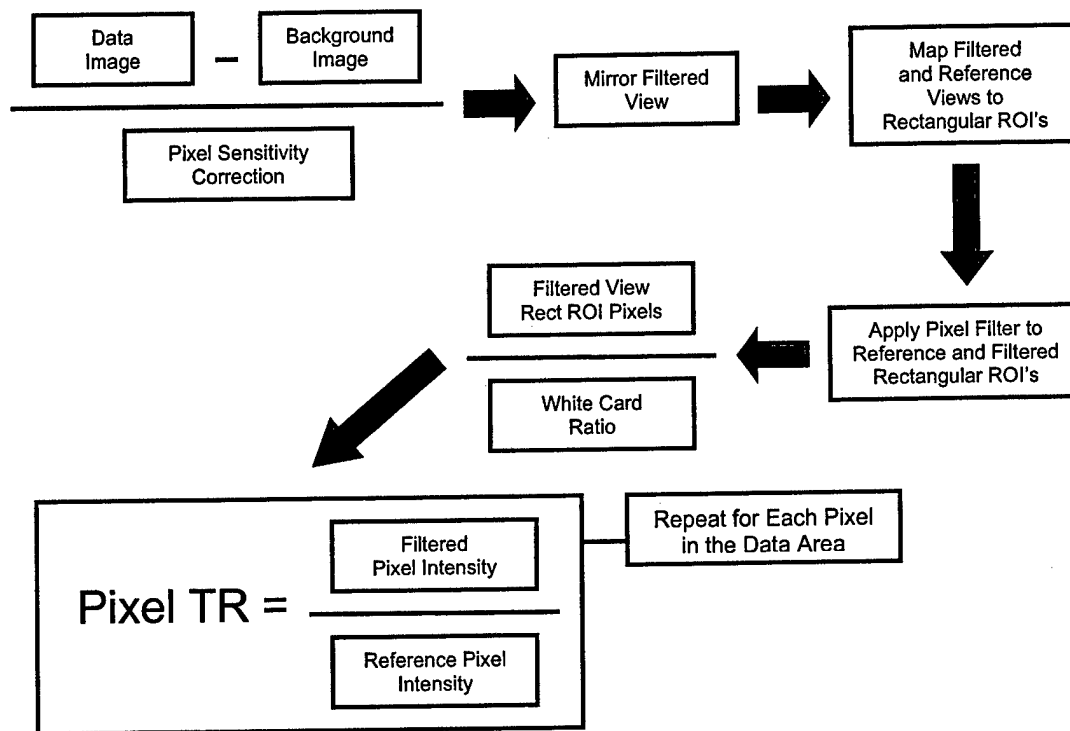 Data
Image
–
Background
Image
Pixel Sensitivity
Correction
Mirror Filtered
View
Map Filtered
and Reference
Views to
Rectangular ROI's
Apply Pixel Filter to
Reference and Filtered
Rectangular ROI's
Filtered View
Rect ROI Pixels
White Card
Ratio
Pixel TR =
Filtered
Pixel Intensity
Reference Pixel
Intensity
Repeat for Each Pixel
in the Data Area